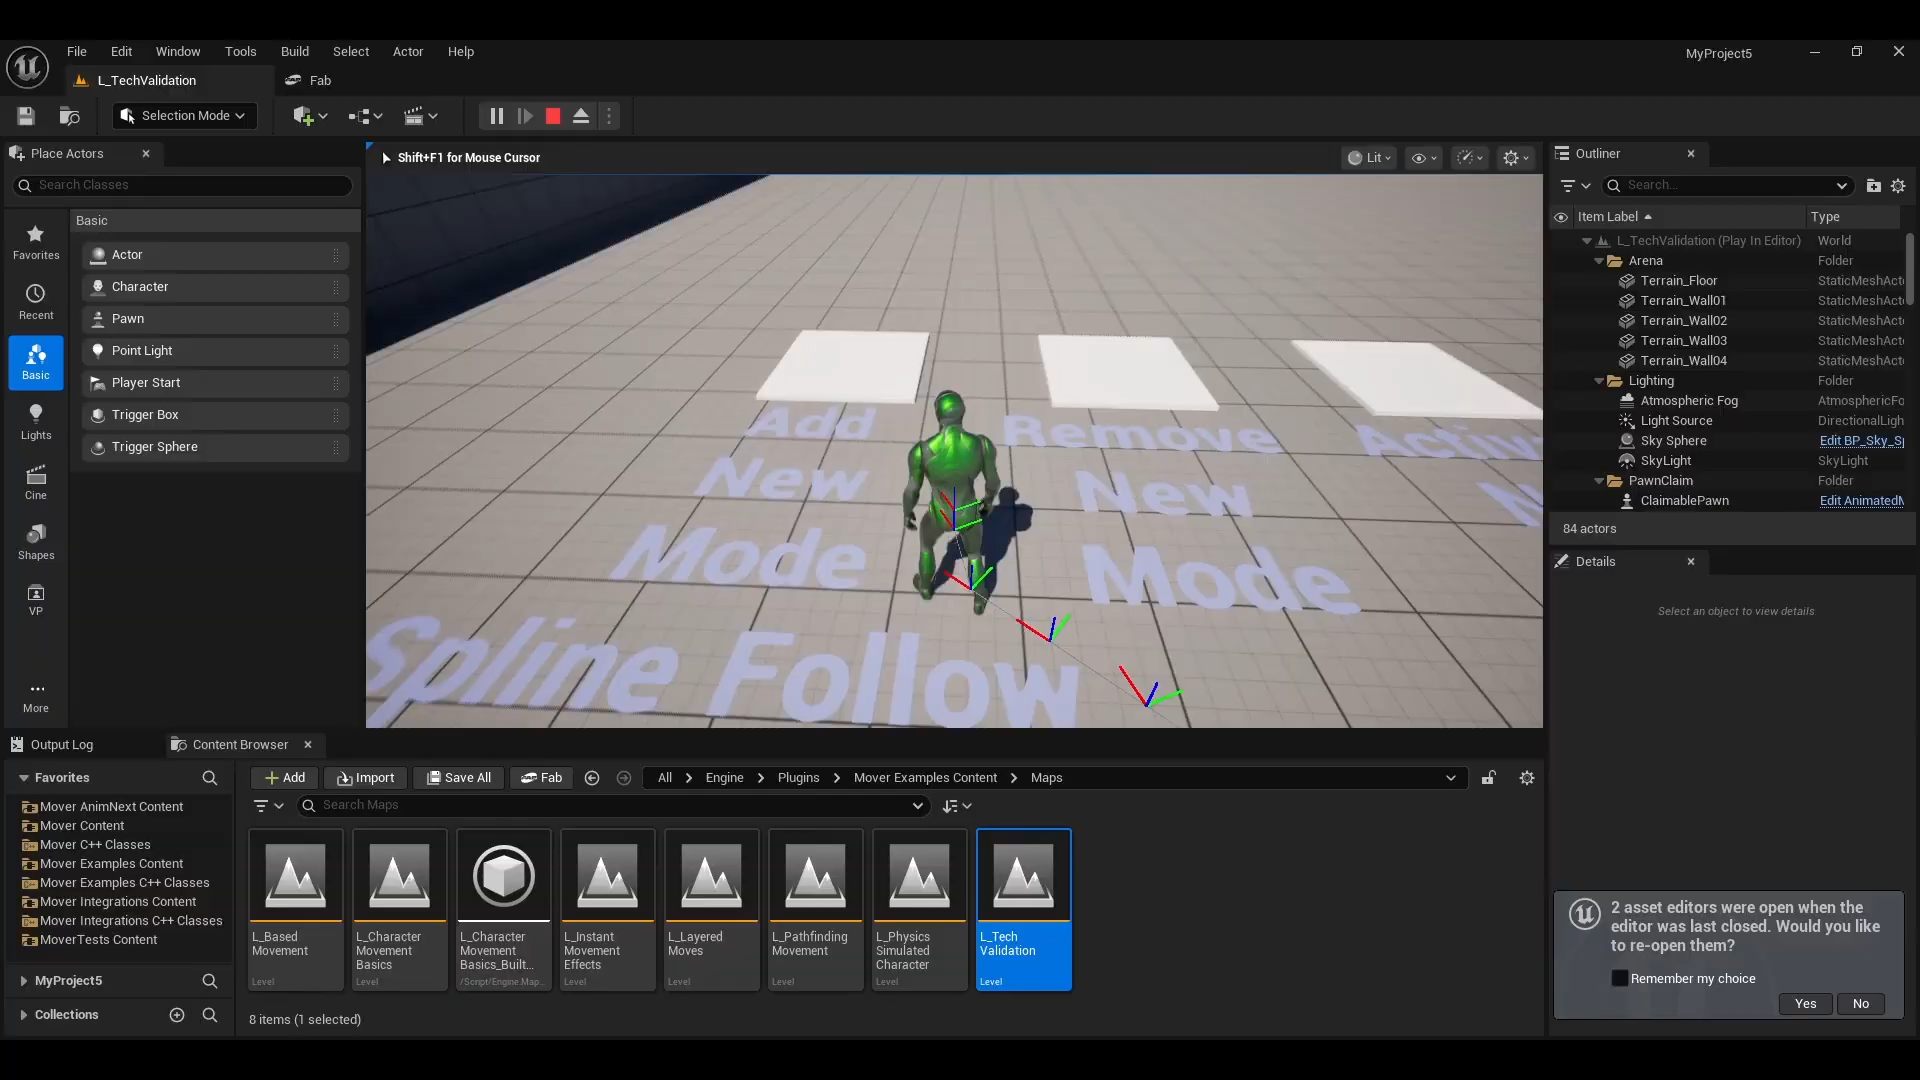 File Edit Window Tools Build Select Actor Help
MyProject5
L_TechValidation
Fab
Selection Mode
Place Actors
Search Classes
Basic
Favorites
Recent
Basic
Lights
Cine
Shapes
VP
More
Actor
Character
Pawn
Point Light
Player Start
Trigger Box
Trigger Sphere
Shift+F1 for Mouse Cursor
Lit
Add
New
Mode
Remove
New
Mode
Activ
N
Spline Follow
Outliner
Search...
Item Label Type
L_TechValidation (Play In Editor) World
Arena Folder
Terrain_Floor StaticMeshActo
Terrain_Wall01 StaticMeshActo
Terrain_Wall02 StaticMeshActo
Terrain_Wall03 StaticMeshActo
Terrain_Wall04 StaticMeshActo
Lighting Folder
Atmospheric Fog AtmosphericFo
Light Source DirectionalLigh
Sky Sphere Edit BP_Sky_Sp
SkyLight SkyLight
PawnClaim Folder
ClaimablePawn Edit AnimatedM
84 actors
Details
Select an object to view details
Output Log
Content Browser
Favorites
Mover AnimNext Content
Mover Content
Mover C++ Classes
Mover Examples Content
Mover Examples C++ Classes
Mover Integrations Content
Mover Integrations C++ Classes
MoverTests Content
MyProject5
Collections
Add Import Save All Fab
All > Engine > Plugins > Mover Examples Content > Maps
Search Maps
L_Based
Movement
Level
L_Character
Movement
Basics
Level
L_Character
Movement
Basics_Built...
/Script/Engine.Map...
L_Instant
Movement
Effects
Level
L_Layered
Moves
Level
L_Pathfinding
Movement
Level
L_Physics
Simulated
Character
Level
L_Tech
Validation
Level
8 items (1 selected)
2 asset editors were open when the
editor was last closed. Would you like
to re-open them?
Remember my choice
Yes No